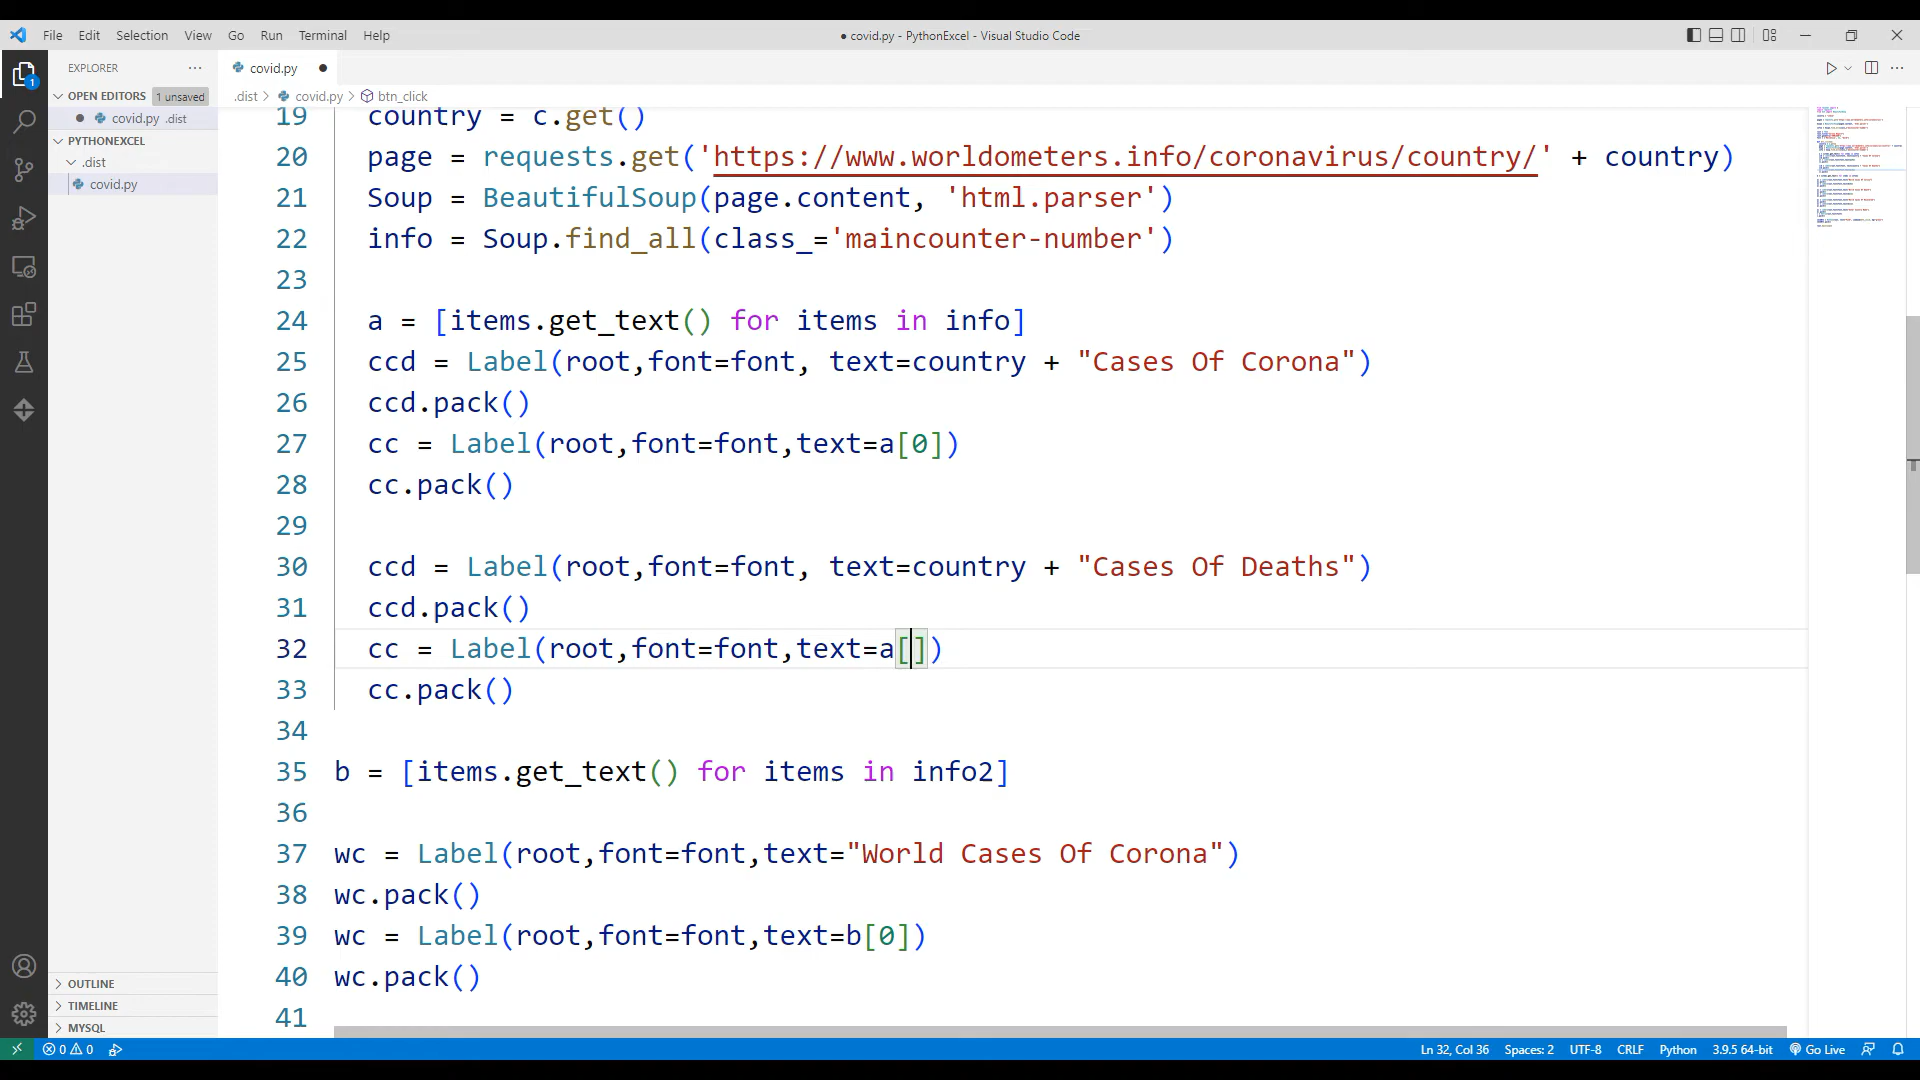 File Edit Selection View Go Run Terminal Help
● covid.py - PythonExcel - Visual Studio Code
EXPLORER
OPEN EDITORS 1 unsaved
covid.py .dist
PYTHONEXCEL
.dist
covid.py
OUTLINE
TIMELINE
MYSQL
1
covid.py
.dist > covid.py > btn_click
19 country = c.get()
20 page = requests.get('https://www.worldometers.info/coronavirus/country/' + country)
21 Soup = BeautifulSoup(page.content, 'html.parser')
22 info = Soup.find_all(class_='maincounter-number')
23
24 a = [items.get_text() for items in info]
25 ccd = Label(root,font=font, text=country + "Cases Of Corona")
26 ccd.pack()
27 cc = Label(root,font=font,text=a[0])
28 cc.pack()
29
30 ccd = Label(root,font=font, text=country + "Cases Of Deaths")
31 ccd.pack()
32 cc = Label(root,font=font,text=a[])
33 cc.pack()
34
35 b = [items.get_text() for items in info2]
36
37 wc = Label(root,font=font,text="World Cases Of Corona")
38 wc.pack()
39 wc = Label(root,font=font,text=b[0])
40 wc.pack()
41
0 0
Ln 32, Col 36 Spaces: 2 UTF-8 CRLF Python 3.9.5 64-bit Go Live